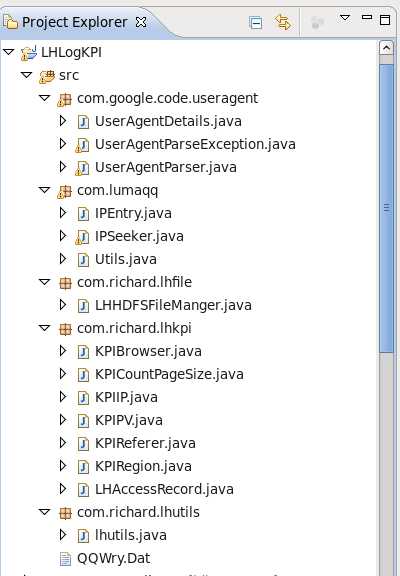 Project Explorer
LHLogKPI
src
com.google.code.useragent
UserAgentDetails.java
UserAgentParseException.java
UserAgentParser.java
com.lumaqq
IPEntry.java
IPSeeker.java
Utils.java
com.richard.lhfile
LHHDFSFileManger.java
com.richard.lhkpi
KPIBrowser.java
KPICountPageSize.java
KPIIP.java
KPIPV.java
KPIReferer.java
KPIRegion.java
LHAccessRecord.java
com.richard.lhutils
lhutils.java
QQWry.Dat